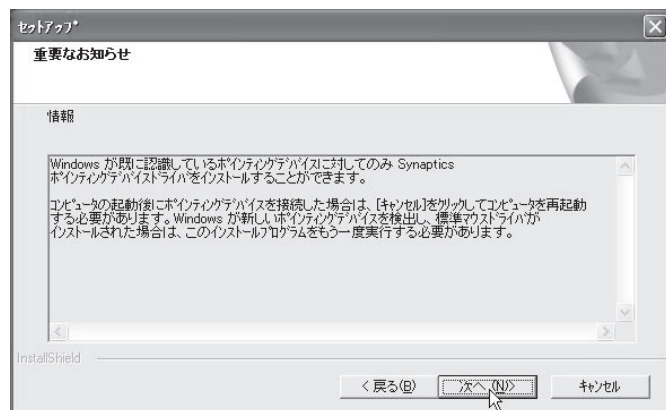 セットアップ
重要なお知らせ
情報
Windows が既に認識しているポインティングデバイスに対してのみ Synaptics
ポインティングデバイスドライバをインストールすることができます。
コンピュータの起動後にポインティングデバイスを接続した場合は、[キャンセル]をクリックしてコンピュータを再起動
する必要があります。Windows が新しいポインティングデバイスを検出し、標準マウスドライバが
インストールされた場合は、このインストールプログラムをもう一度実行する必要があります。
InstallShield
< 戻る(B)
次へ(N)>
キャンセル